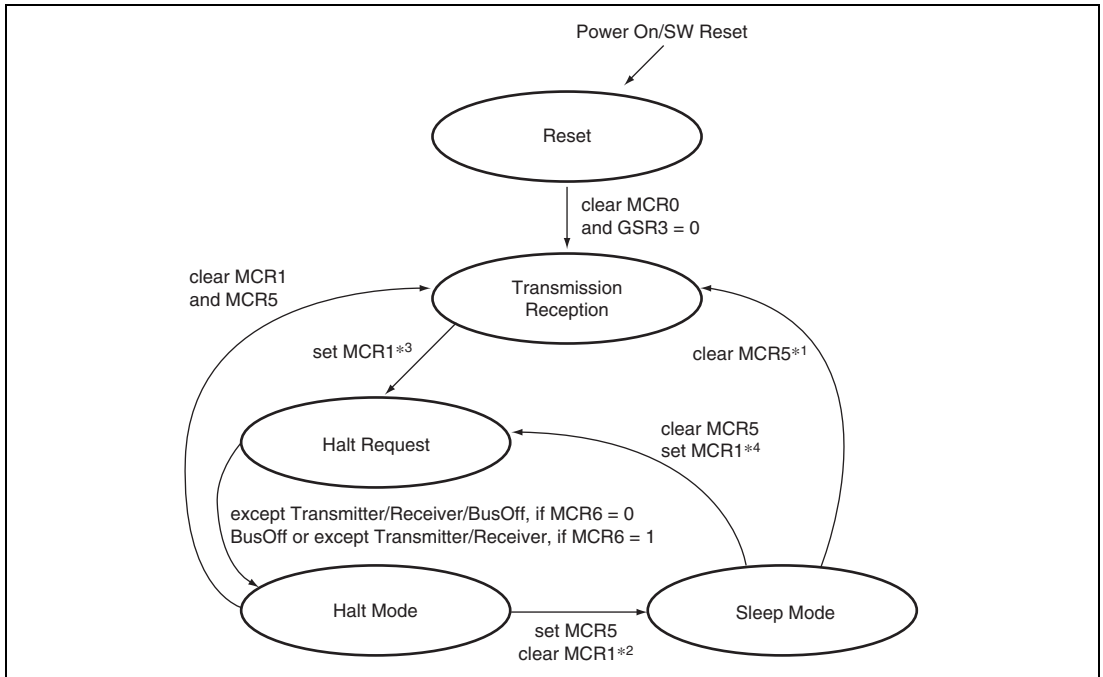 Power On/SW Reset
Reset
clear MCR0
and GSR3 = 0
clear MCR1
and MCR5
Transmission
Reception
set MCR1*3
clear MCR5*1
Halt Request
clear MCR5
set MCR1*4
except Transmitter/Receiver/BusOff, if MCR6 = 0
BusOff or except Transmitter/Receiver, if MCR6 = 1
Halt Mode
Sleep Mode
set MCR5
clear MCR1*2